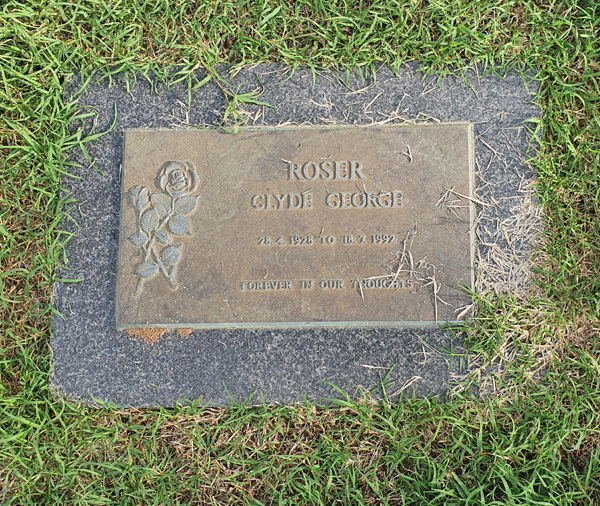 ROSER
CLYDE GEORGE
28. 4. 1928 TO 18. 7. 1992
FOREVER IN OUR THOUGHTS